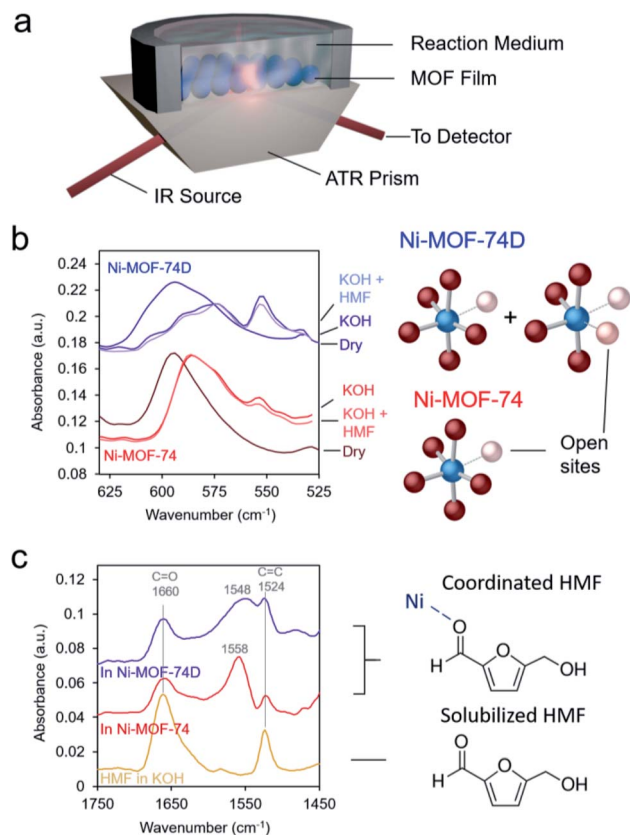 a
Reaction Medium
MOF Film
To Detector
ATR Prism
IR Source
b
Ni-MOF-74D
0.24
0.22
0.2
0.18
0.16
0.14
0.12
0.1
0.08
Absorbance (a.u.)
Ni-MOF-74D
KOH +
HMF
KOH
Dry
KOH
KOH +
HMF
Dry
Ni-MOF-74
625 600 575 550 525
Wavenumber (cm⁻¹)
+
Ni-MOF-74
Open
sites
c
0.12
0.1
0.08
0.06
0.04
0.02
0
Absorbance (a.u.)
C=O
1660
1548
C=C
1524
1558
In Ni-MOF-74D
In Ni-MOF-74
HMF in KOH
1750 1650 1550 1450
Wavenumber (cm⁻¹)
Coordinated HMF
Ni
O
H
O
OH
Solubilized HMF
O
H
O
OH